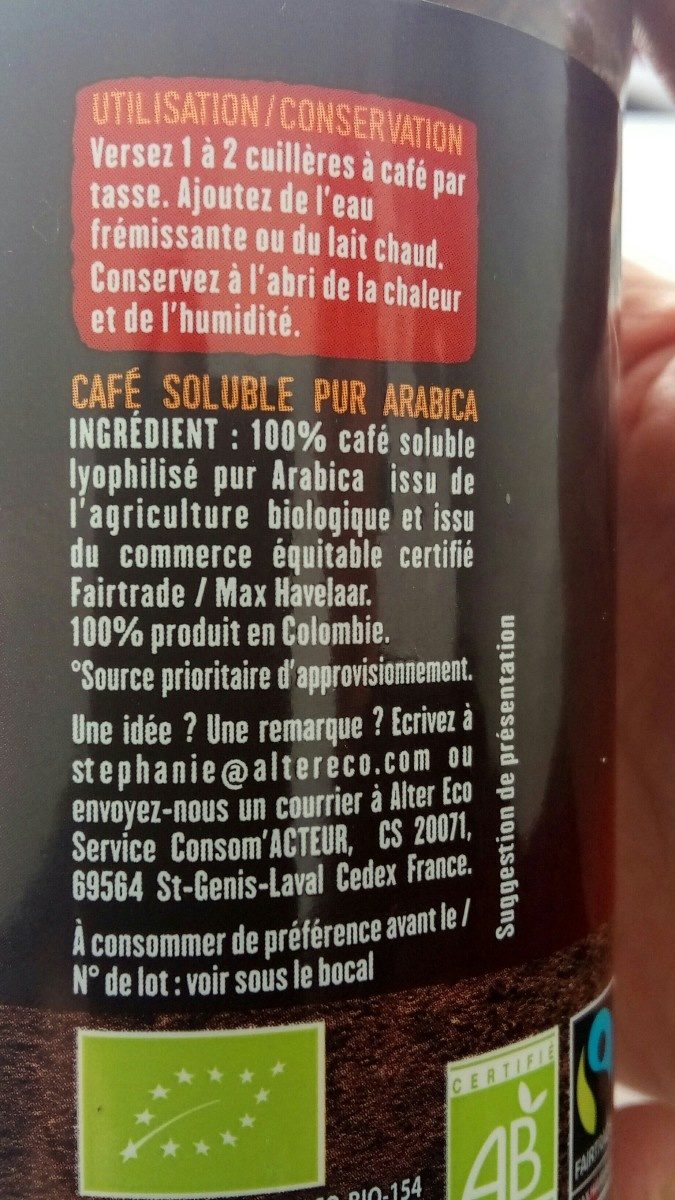 UTILISATION/CONSERVATION
Versez 1 à 2 cuillères à café par
tasse. Ajoutez de l'eau
frémissante ou du lait chaud.
Conservez à l'abri de la chaleur
et de l'humidité.
CAFÉ SOLUBLE PUR ARABICA
INGRÉDIENT : 100% café soluble
lyophilisé pur Arabica issu de
l'agriculture biologique et issu
du commerce équitable certifié
Fairtrade / Max Havelaar.
100% produit en Colombie.
°Source prioritaire d'approvisionnement.
Une idée ? Une remarque ? Ecrivez à
stephanie@altereco.com ou
envoyez-nous un courrier à Alter Eco
Service Consom'ACTEUR, CS 20071,
69564 St-Genis-Laval Cedex France.
À consommer de préférence avant le /
N° de lot : voir sous le bocal
Suggestion de présentation
CERTIFIÉ
AB
BIO-154